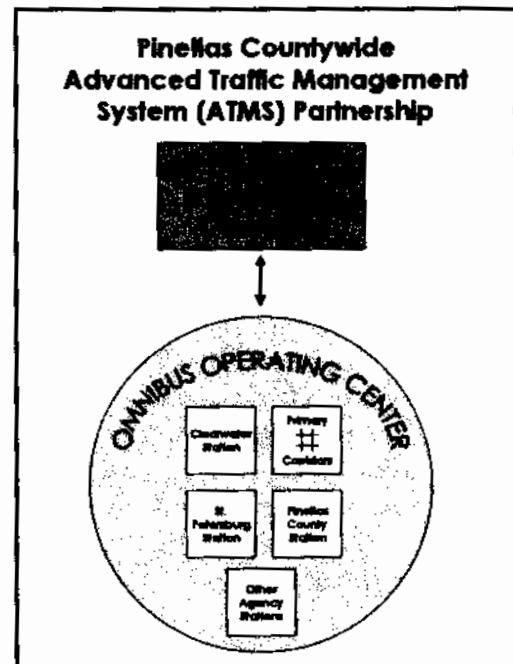 Pinellas Countywide
Advanced Traffic Management
System (ATMS) Partnership
OMNIBUS OPERATING CENTER
Clearwater
Station
Primary
#
Corridors
St.
Petersburg
Station
Pinellas
County
Station
Other
Agency
Stations